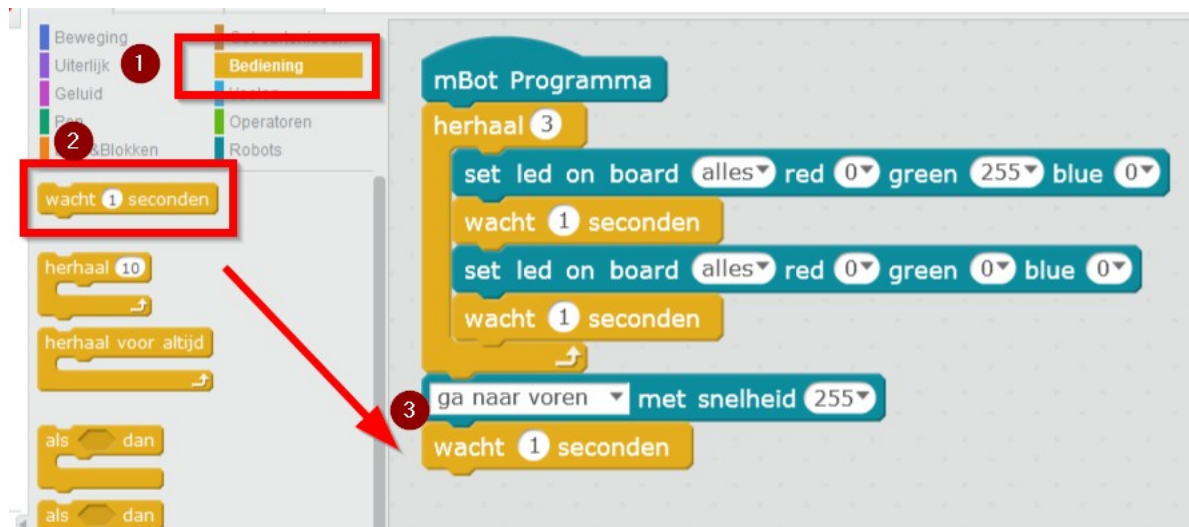 Beweging
Uiterlijk
1
Bediening
Geluid
Operatoren
2
&Blokken
Robots
wacht 1 seconden
herhaal 10
herhaal voor altijd
als dan
als dan
mBot Programma
herhaal 3
set led on board alles red 0 green 255 blue 0
wacht 1 seconden
set led on board alles red 0 green 0 blue 0
wacht 1 seconden
3
ga naar voren met snelheid 255
wacht 1 seconden